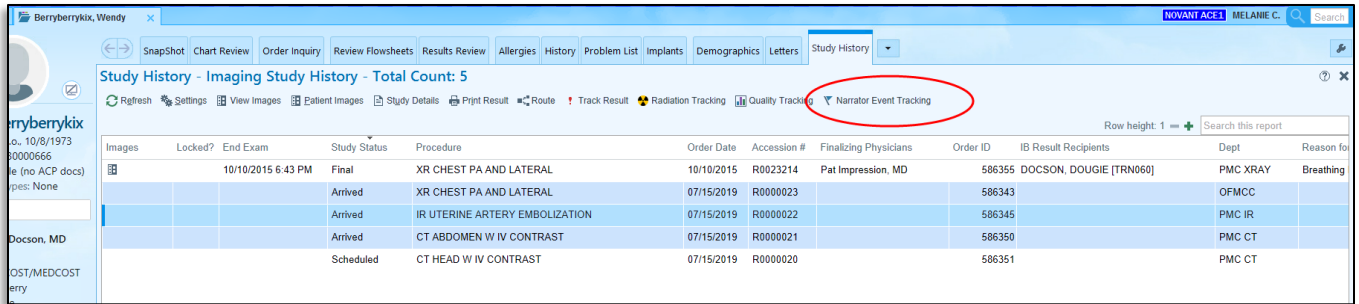 Berryberrykix, Wendy × NOVANT ACE1 MELANIE C. Search
SnapShot Chart Review Order Inquiry Review Flowsheets Results Review Allergies History Problem List Implants Demographics Letters Study History
Study History - Imaging Study History - Total Count: 5
Refresh Settings View Images Patient Images Study Details Print Result Route Track Result Radiation Tracking Quality Tracking Narrator Event Tracking
rryberrykix
o., 10/8/1973
0000666
le (no ACP docs)
ypes: None
Docson, MD
OST/MEDCOST
erry
Row height: 1 Search this report
Images Locked? End Exam Study Status Procedure Order Date Accession # Finalizing Physicians Order ID IB Result Recipients Dept Reason fo
10/10/2015 6:43 PM Final XR CHEST PA AND LATERAL 10/10/2015 R0023214 Pat Impression, MD 586355 DOCSON, DOUGIE [TRN060] PMC XRAY Breathing
Arrived XR CHEST PA AND LATERAL 07/15/2019 R0000023 586343 OFMCC
Arrived IR UTERINE ARTERY EMBOLIZATION 07/15/2019 R0000022 586345 PMC IR
Arrived CT ABDOMEN W IV CONTRAST 07/15/2019 R0000021 586350 PMC CT
Scheduled CT HEAD W IV CONTRAST 07/15/2019 R0000020 586351 PMC CT